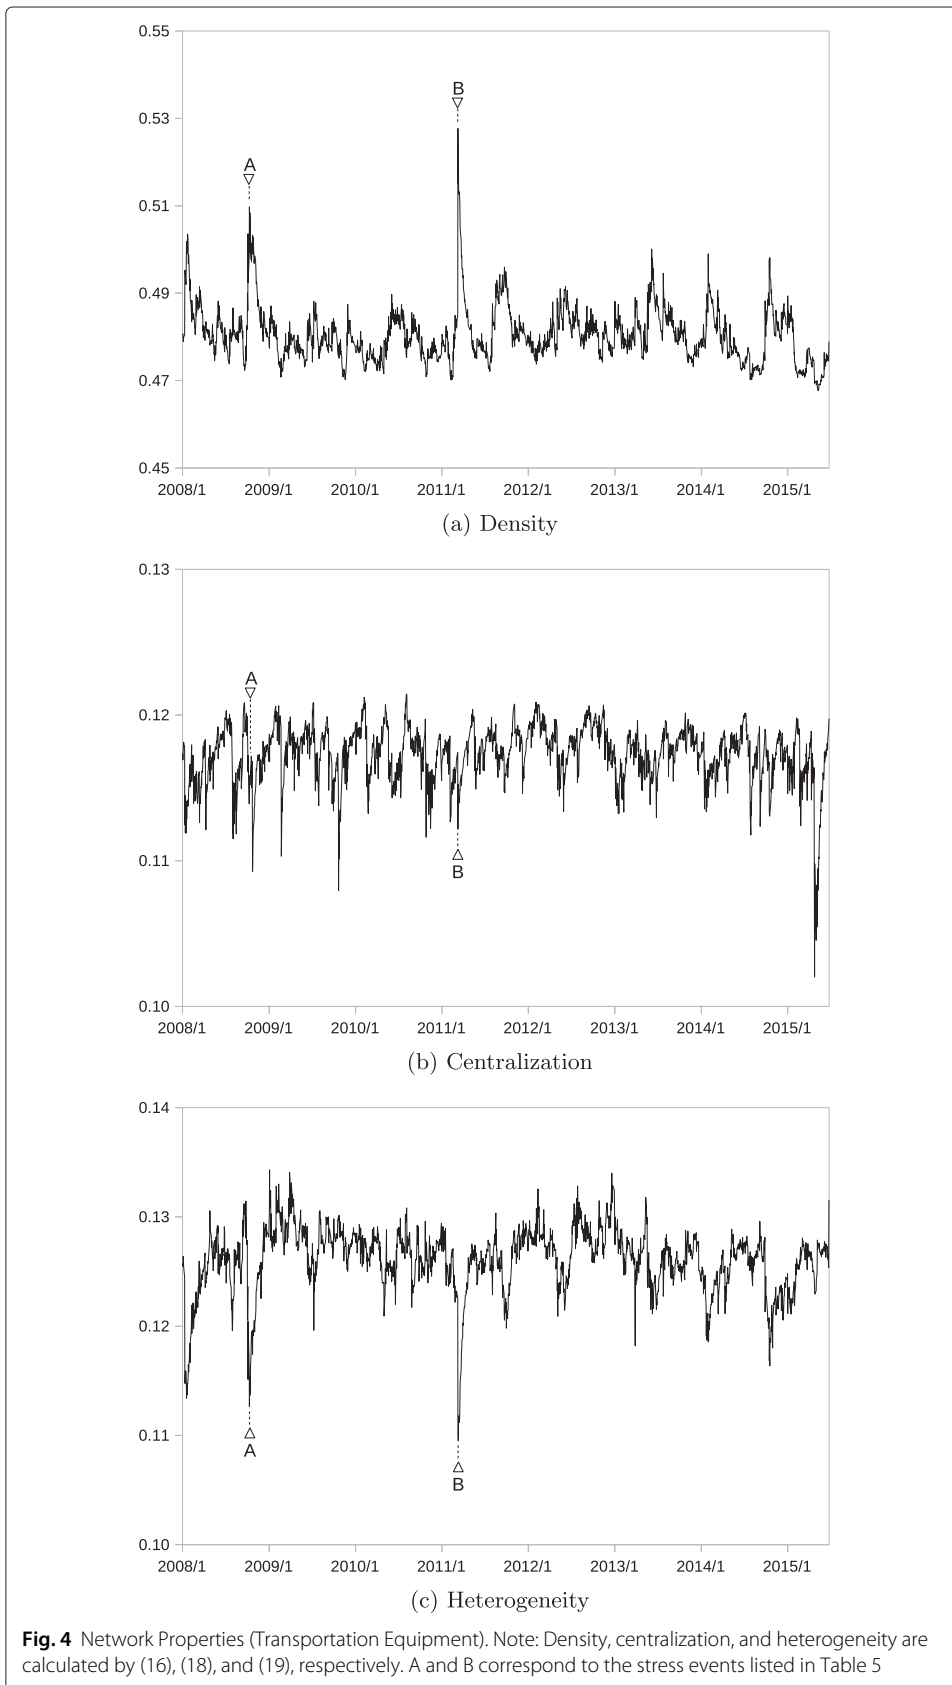 0.55
B
0.53
A
0.51
0.49
0.47
0.45
2008/1 2009/1 2010/1 2011/1 2012/1 2013/1 2014/1 2015/1
(a) Density
0.13
A
0.12
0.11
B
0.10
2008/1 2009/1 2010/1 2011/1 2012/1 2013/1 2014/1 2015/1
(b) Centralization
0.14
0.13
0.12
0.11
A
B
0.10
2008/1 2009/1 2010/1 2011/1 2012/1 2013/1 2014/1 2015/1
(c) Heterogeneity
Fig. 4 Network Properties (Transportation Equipment). Note: Density, centralization, and heterogeneity are
calculated by (16), (18), and (19), respectively. A and B correspond to the stress events listed in Table 5